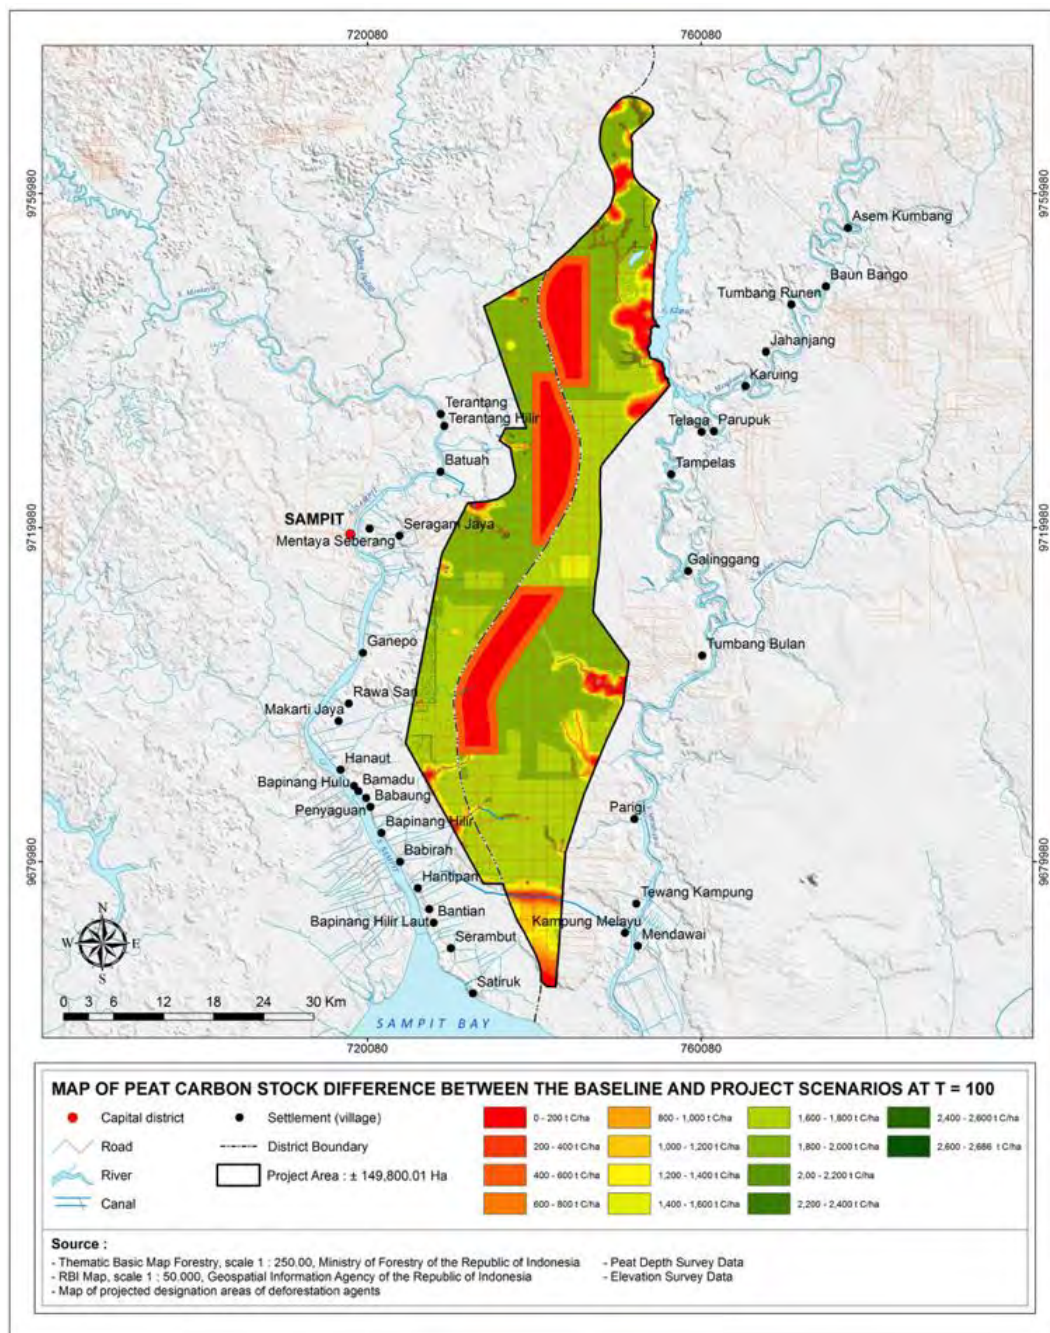 720080
760080
9759980
9759980
Asem Kumbang
Baun Bango
Tumbang Runen
Jahanjang
Karuing
Terantang
Terantang Hilir
Telaga
Parupuk
Batuah
Tampelas
SAMPIT
Seragam Jaya
Mentaya Seberang
9719980
9719980
Galinggang
Ganepo
Tumbang Bulan
Rawa Sari
Makarti Jaya
Hanaut
Bapinang Hulu
Bamadu
Babaung
Penyaguan
Parigi
Bapinang Hilir
Babirah
9679980
9679980
Hantipan
Tewang Kampung
Bantian
Bapinang Hilir Laut
Kampung Melayu
Mendawai
Serambut
N
W
E
S
Satiruk
0 3 6 12 18 24 30 Km
SAMPIT BAY
720080
760080
MAP OF PEAT CARBON STOCK DIFFERENCE BETWEEN THE BASELINE AND PROJECT SCENARIOS AT T = 100
Capital district
Settlement (village)
Road
District Boundary
River
Project Area : ± 149,800.01 Ha
Canal
0 - 200 t C/ha
800 - 1,000 t C/ha
1,600 - 1,800 t C/ha
2,400 - 2,600 t C/ha
200 - 400 t C/ha
1,000 - 1,200 t C/ha
1,800 - 2,000 t C/ha
2,600 - 2,686 t C/ha
400 - 600 t C/ha
1,200 - 1,400 t C/ha
2,00 - 2,200 t C/ha
600 - 800 t C/ha
1,400 - 1,600 t C/ha
2,200 - 2,400 t C/ha
Source :
- Thematic Basic Map Forestry, scale 1 : 250.00, Ministry of Forestry of the Republic of Indonesia
- Peat Depth Survey Data
- RBI Map, scale 1 : 50.000, Geospatial Information Agency of the Republic of Indonesia
- Elevation Survey Data
- Map of projected designation areas of deforestation agents